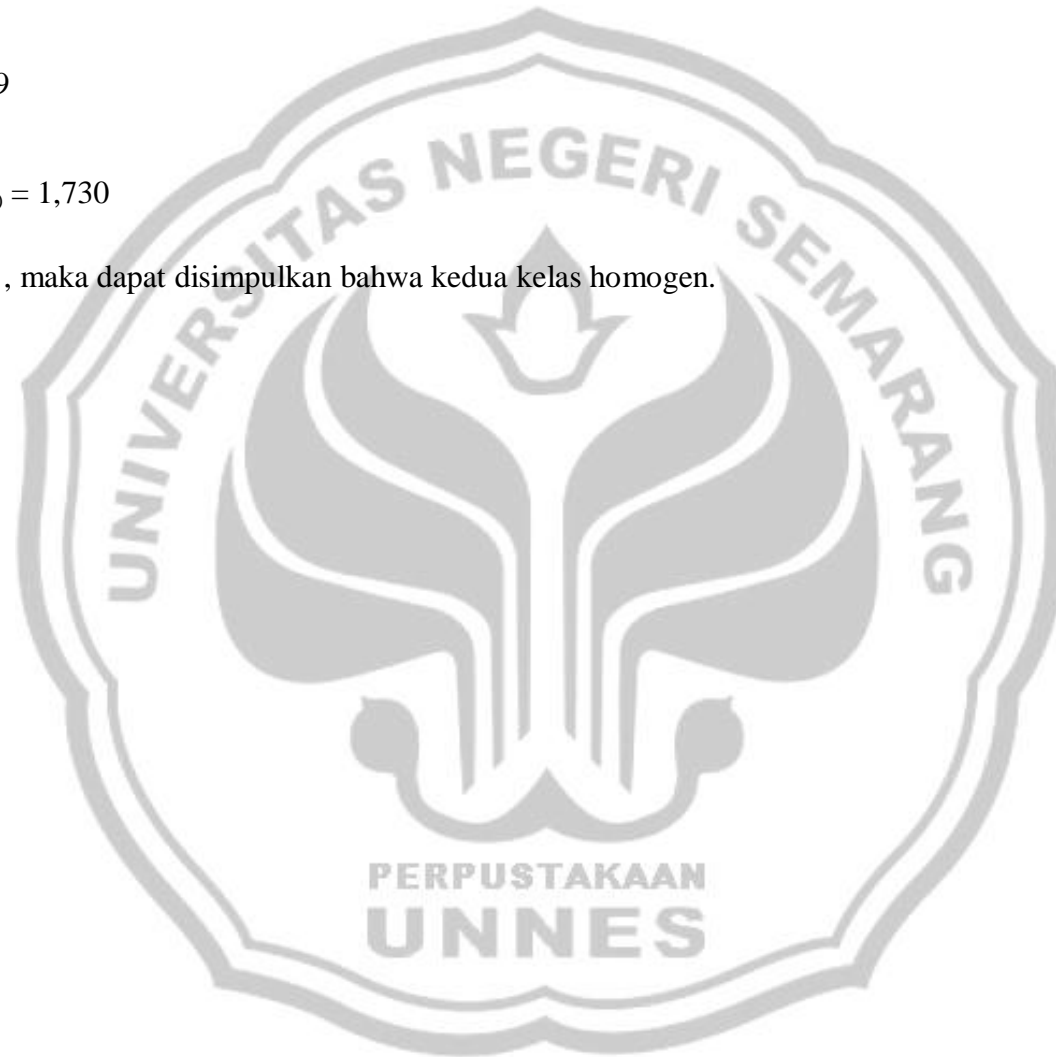 9
) = 1,730
, maka dapat disimpulkan bahwa kedua kelas homogen.
UNIVERSITAS NEGERI SEMARANG
PERPUSTAKAAN
UNNES